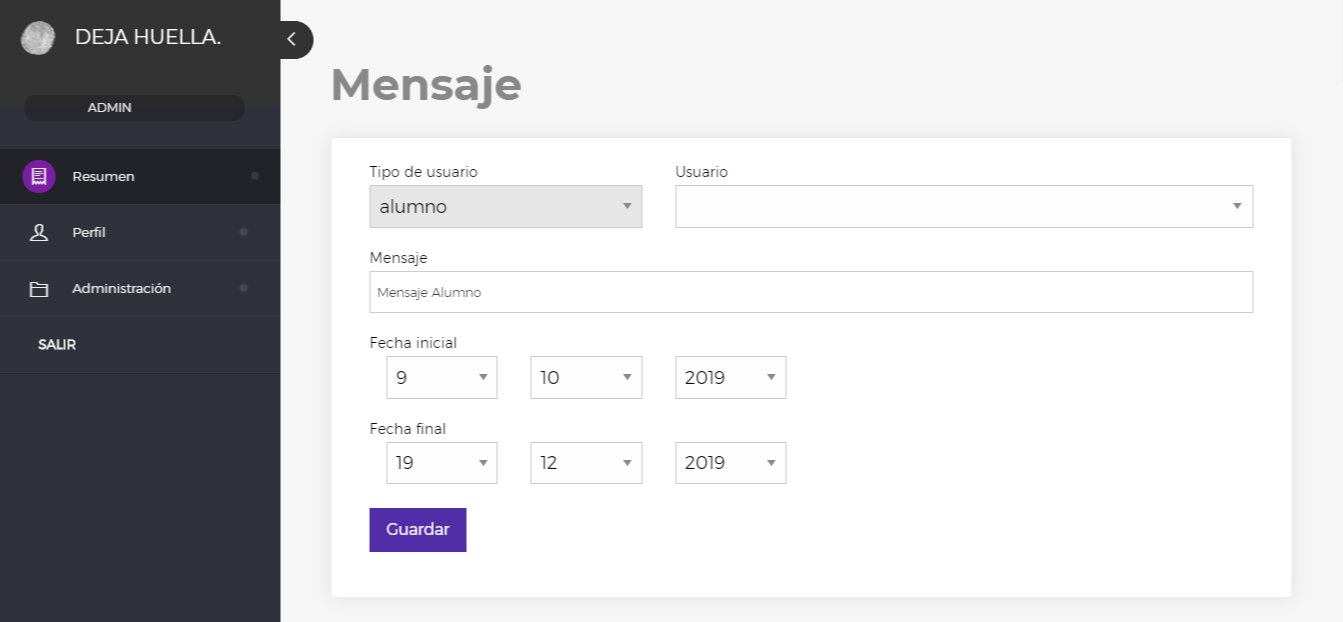 DEJA HUELLA.
ADMIN
Resumen
Perfil
Administración
SALIR
Mensaje
Tipo de usuario Usuario
alumno
Mensaje
Mensaje Alumno
Fecha inicial
9 10 2019
Fecha final
19 12 2019
Guardar